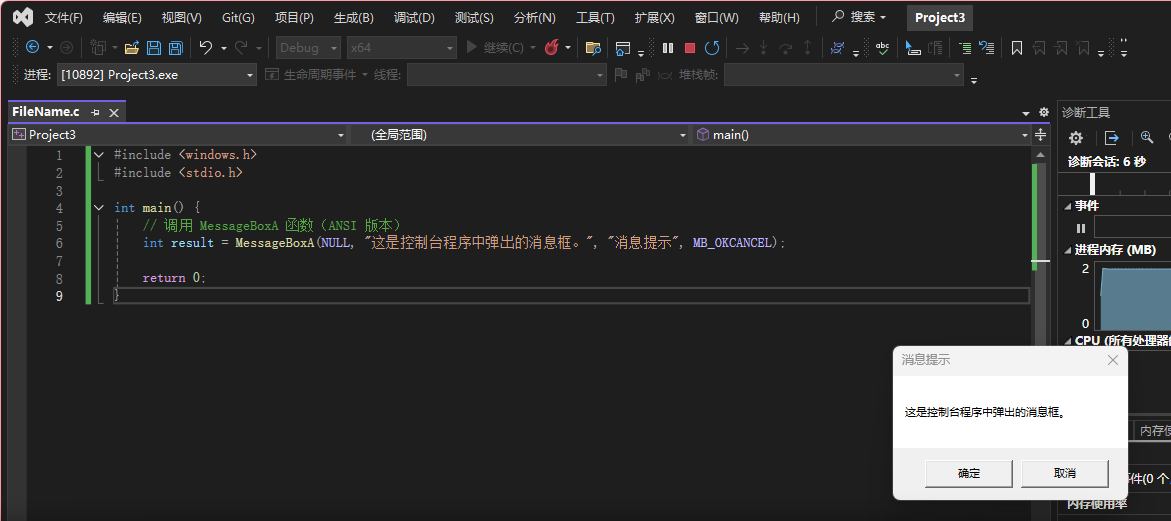 文件(F) 编辑(E) 视图(V) Git(G) 项目(P) 生成(B) 调试(D) 测试(S) 分析(N) 工具(T) 扩展(X) 窗口(W) 帮助(H) 搜索 Project3
Debug x64 继续(C) abc
进程: [10892] Project3.exe 生命周期事件 线程: 堆栈帧:
FileName.c
诊断工具
Project3 (全局范围) main()
诊断会话: 6 秒
1 #include <windows.h>
2 #include <stdio.h>
3
4 int main() {
5 // 调用 MessageBoxA 函数（ANSI 版本）
6 int result = MessageBoxA(NULL, "这是控制台程序中弹出的消息框。", "消息提示", MB_OKCANCEL);
7
8 return 0;
9 }
事件
进程内存 (MB)
2
0
CPU (所有处理器
消息提示
这是控制台程序中弹出的消息框。
确定 取消
内存使
件(0 个
内存使用率